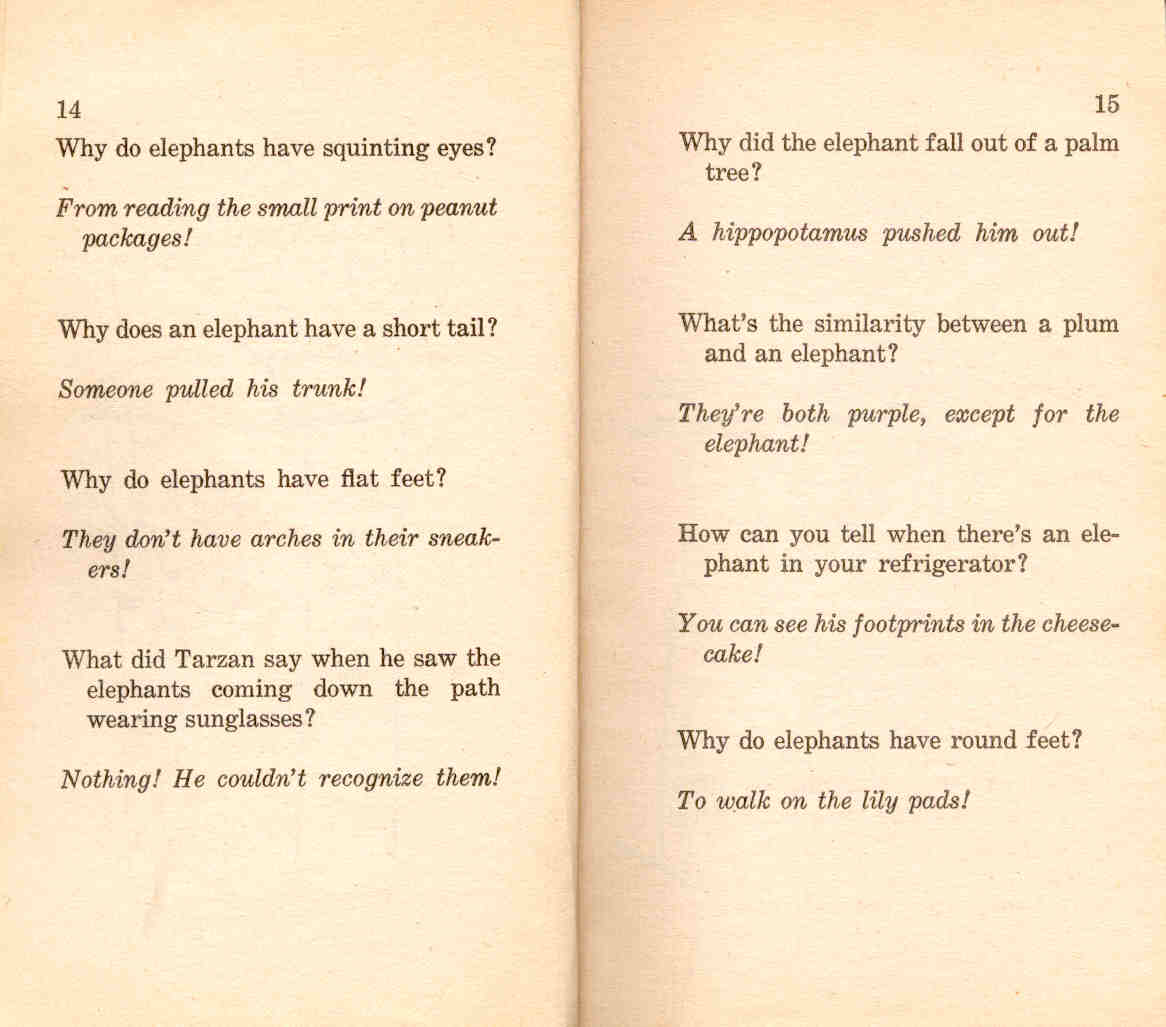 14
Why do elephants have squinting eyes?
From reading the small print on peanut
packages!
Why does an elephant have a short tail?
Someone pulled his trunk!
Why do elephants have flat feet?
They don't have arches in their sneak-
ers!
What did Tarzan say when he saw the
elephants coming down the path
wearing sunglasses?
Nothing! He couldn't recognize them!
15
Why did the elephant fall out of a palm
tree?
A hippopotamus pushed him out!
What's the similarity between a plum
and an elephant?
They're both purple, except for the
elephant!
How can you tell when there's an ele-
phant in your refrigerator?
You can see his footprints in the cheese-
cake!
Why do elephants have round feet?
To walk on the lily pads!